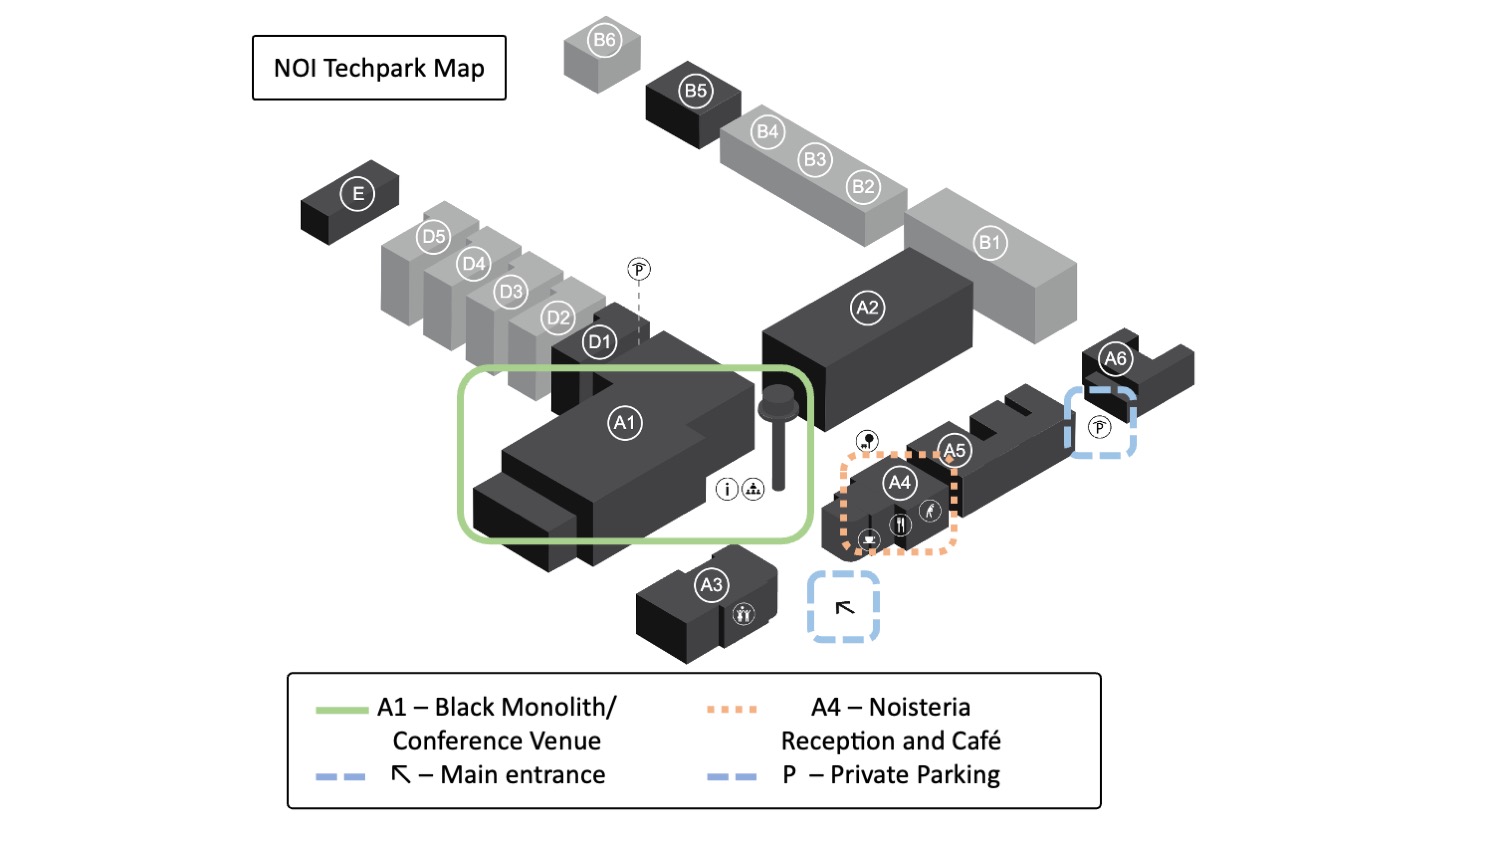 NOI Techpark Map
B6
B5
B4
B3
B2
B1
E
D5
D4
D3
D2
D1
P
A2
A1
A6
P
A5
A4
i
A3
A1 – Black Monolith/
Conference Venue
↖ – Main entrance
A4 – Noisteria
Reception and Café
P – Private Parking